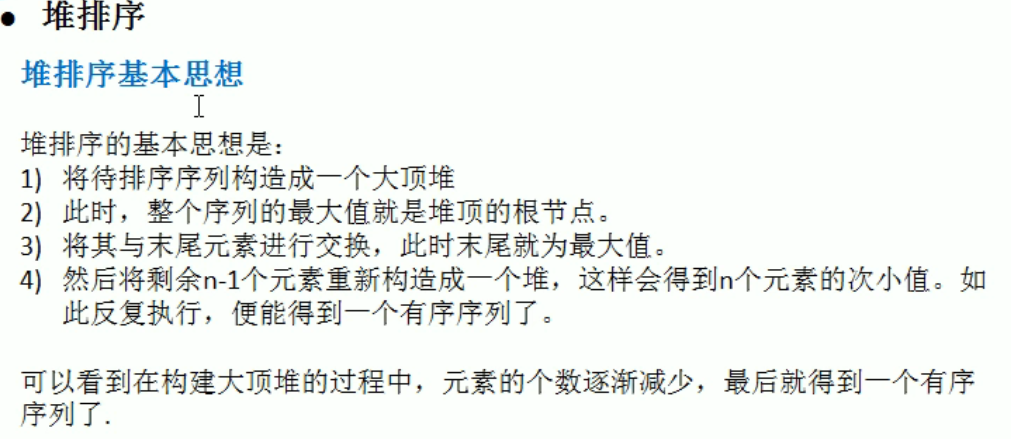 ● 堆排序
堆排序基本思想
堆排序的基本思想是：
1) 将待排序序列构造成一个大顶堆
2) 此时，整个序列的最大值就是堆顶的根节点。
3) 将其与末尾元素进行交换，此时末尾就为最大值。
4) 然后将剩余n-1个元素重新构造成一个堆，这样会得到n个元素的次小值。如
此反复执行，便能得到一个有序序列了。
可以看到在构建大顶堆的过程中，元素的个数逐渐减少，最后就得到一个有序
序列了.